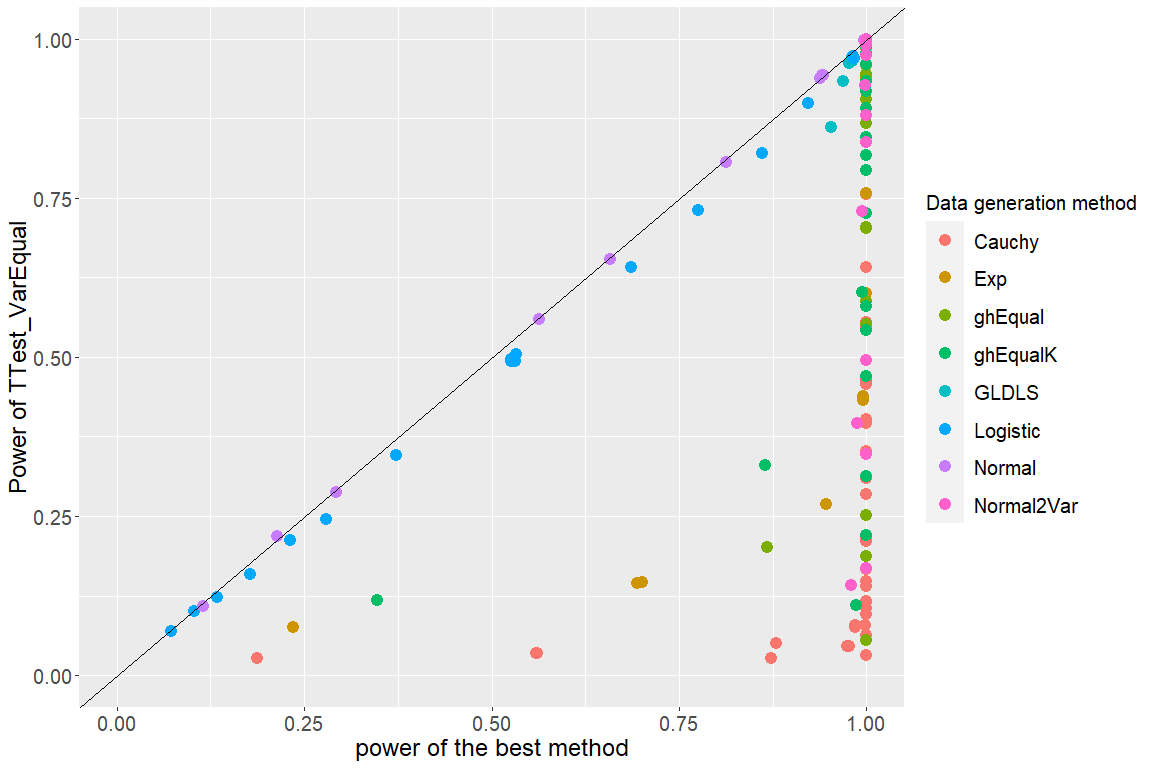 1.00
0.75
0.50
0.25
0.00
Power of TTest_VarEqual
0.00 0.25 0.50 0.75 1.00
power of the best method
Data generation method
Cauchy
Exp
ghEqual
ghEqualK
GLDLS
Logistic
Normal
Normal2Var